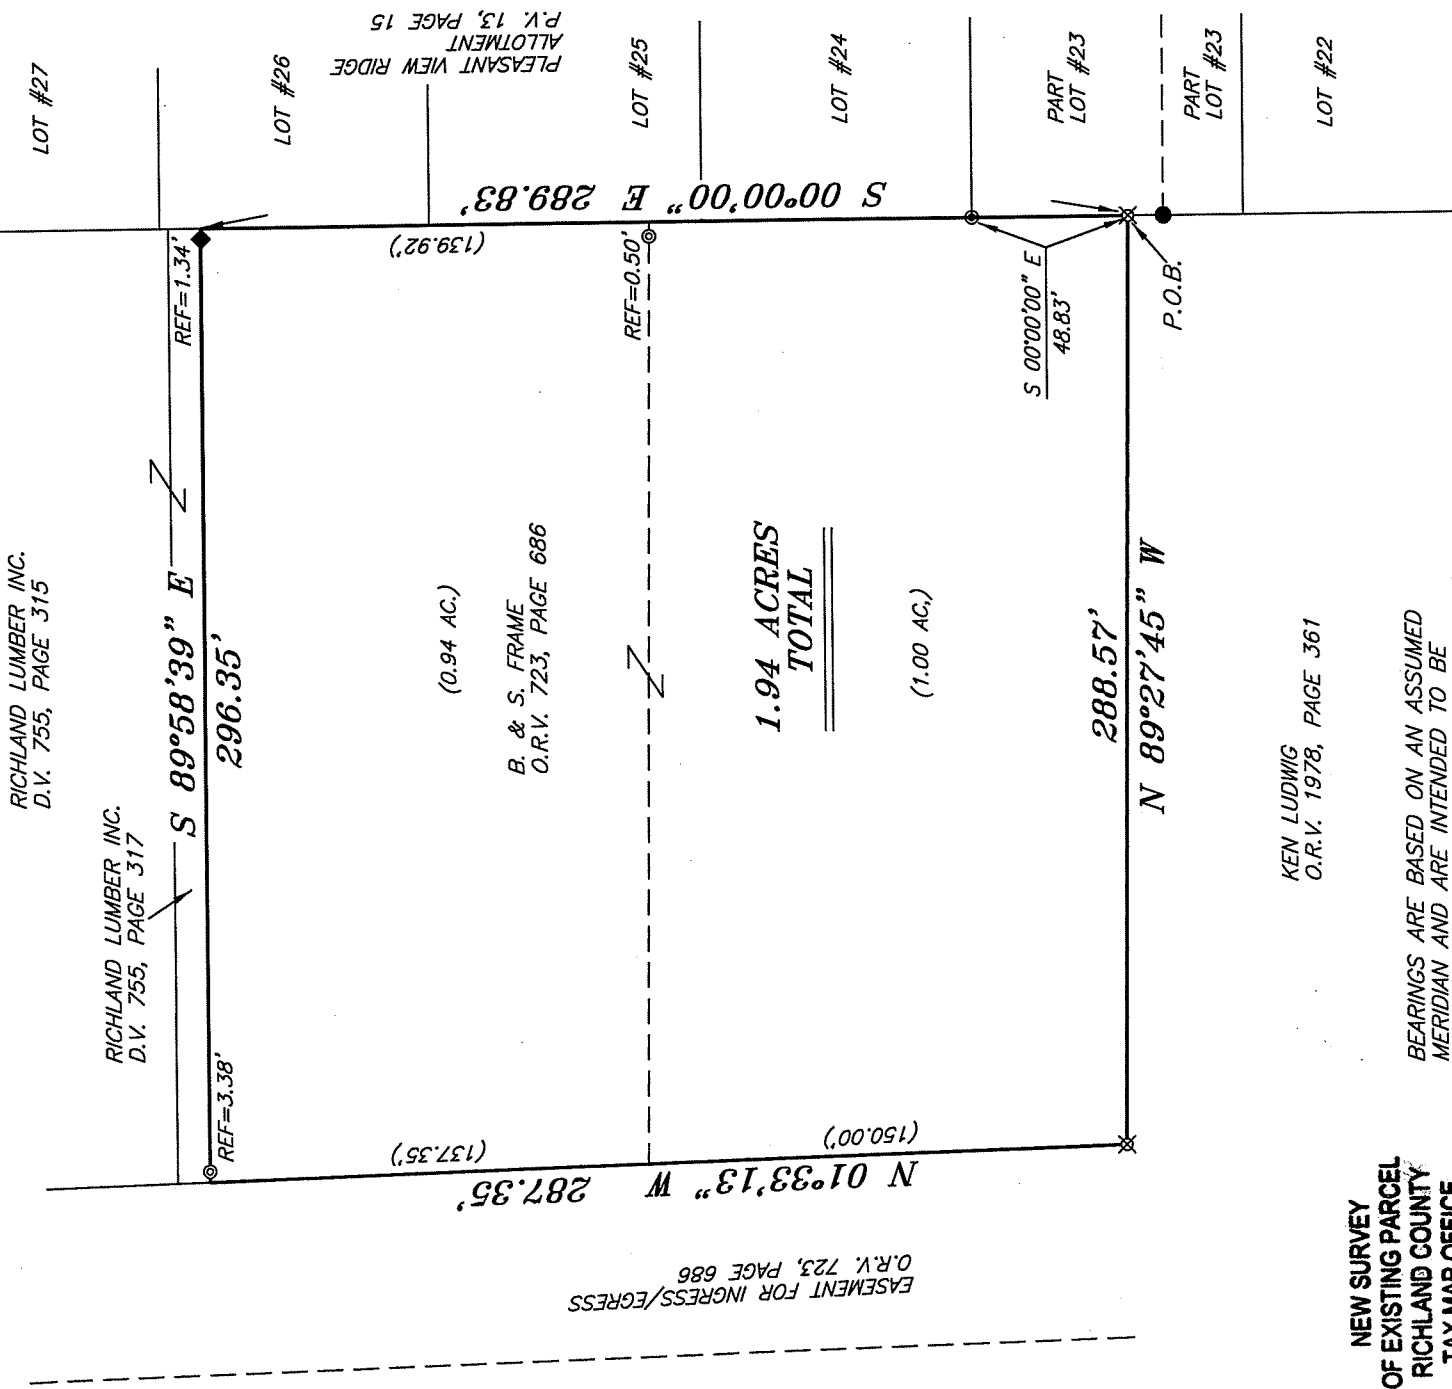 LOT #27
LOT #26
PLEASANT VIEW RIDGE
ALLOTMENT
P.V. 13, PAGE 15
LOT #25
LOT #24
PART
LOT #23
PART
LOT #23
LOT #22
RICHLAND LUMBER INC.
D.V. 755, PAGE 315
RICHLAND LUMBER INC.
D.V. 755, PAGE 317
S 89°58'39" E
296.35'
REF=1.34'
REF=3.38'
S 00°00'00" E 289.83'
(139.92')
REF=0.50'
S 00°00'00" E
48.83'
P.O.B.
(0.94 AC.)
B. & S. FRAME
O.R.V. 723, PAGE 686
1.94 ACRES
TOTAL
(1.00 AC.)
288.57'
N 89°27'45" W
(137.35')
(150.00')
N 01°33'13" W 287.35'
EASEMENT FOR INGRESS/EGRESS
O.R.V. 723, PAGE 686
KEN LUDWIG
O.R.V. 1978, PAGE 361
BEARINGS ARE BASED ON AN ASSUMED
MERIDIAN AND ARE INTENDED TO BE
NEW SURVEY
OF EXISTING PARCEL
RICHLAND COUNTY
TAX MAP OFFICE